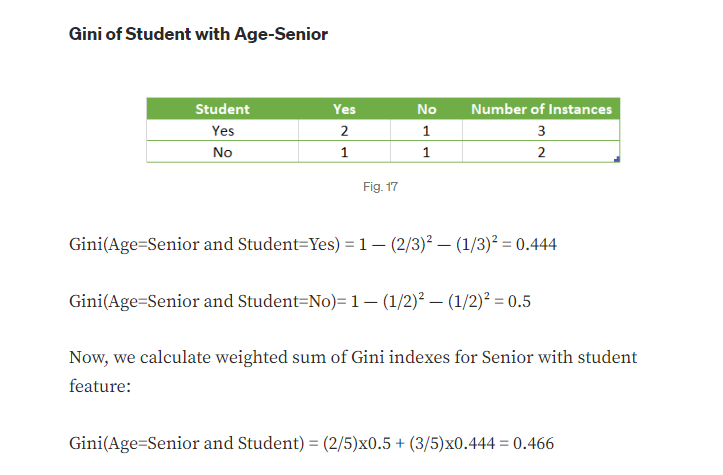 Gini of Student with Age-Senior
Student Yes No Number of Instances
Yes 2 1 3
No 1 1 2
Fig. 17
Gini(Age=Senior and Student=Yes) = 1 — (2/3)² — (1/3)² = 0.444
Gini(Age=Senior and Student=No)= 1 — (1/2)² — (1/2)² = 0.5
Now, we calculate weighted sum of Gini indexes for Senior with student
feature:
Gini(Age=Senior and Student) = (2/5)x0.5 + (3/5)x0.444 = 0.466